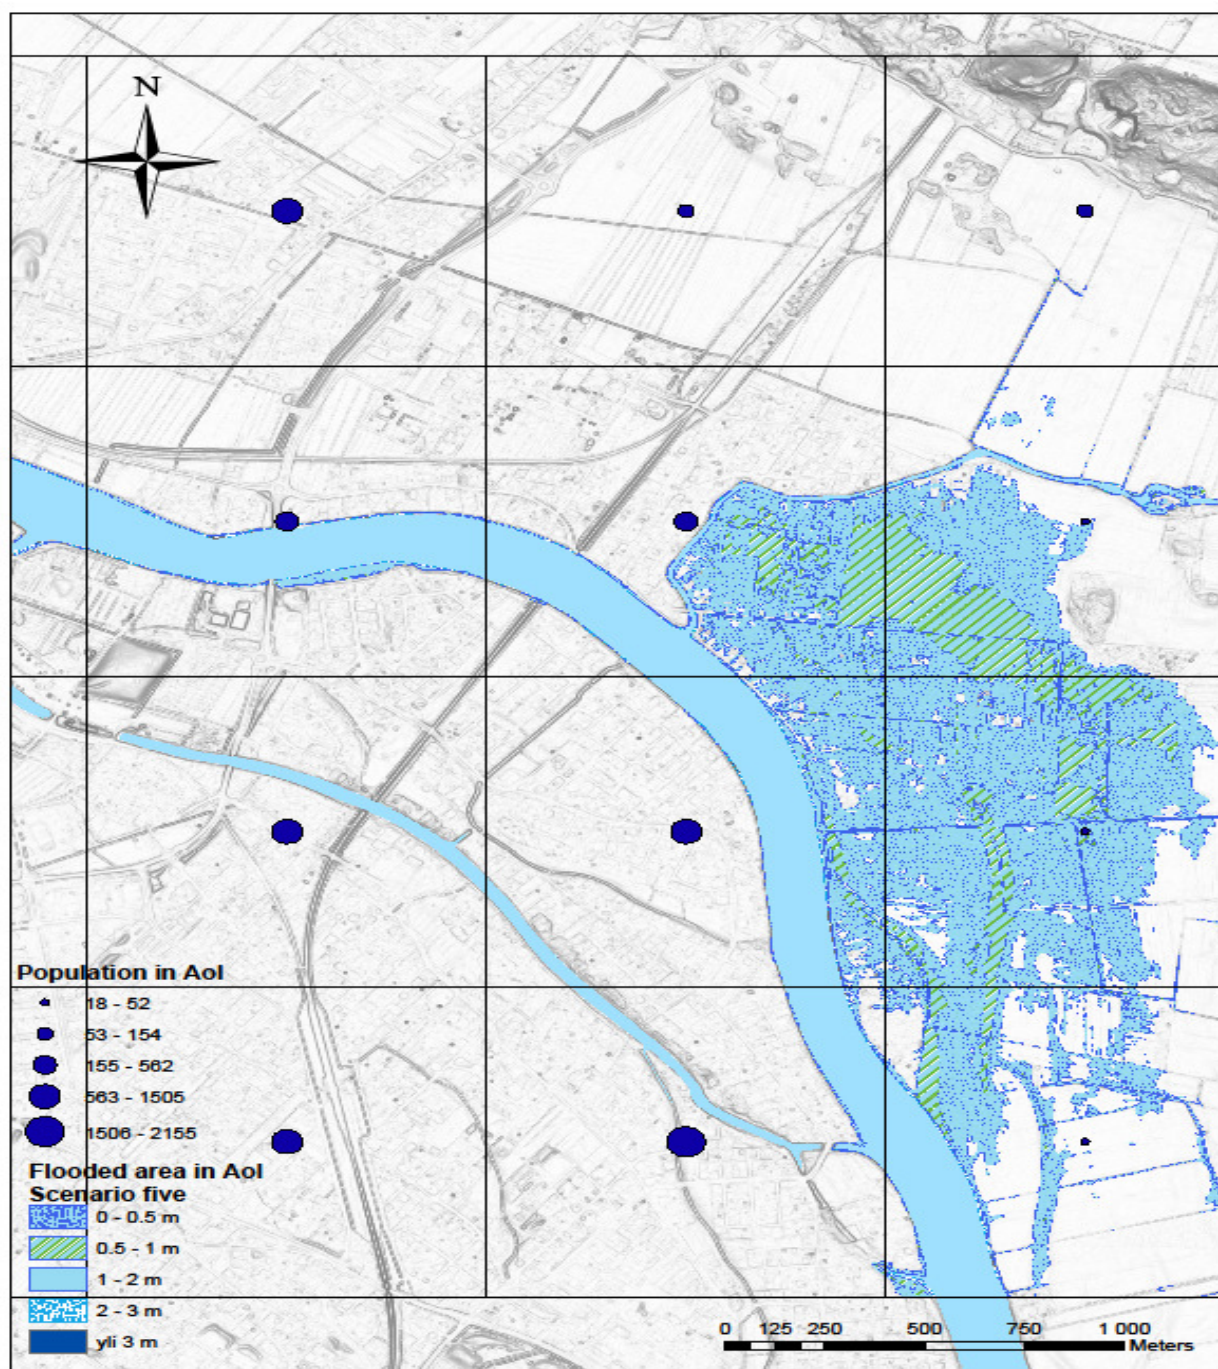 N
Population in AoI
18 - 52
53 - 154
155 - 562
563 - 1505
1506 - 2155
Flooded area in AoI
Scenario five
0 - 0.5 m
0.5 - 1 m
1 - 2 m
2 - 3 m
yli 3 m
0 125 250 500 750 1 000
Meters